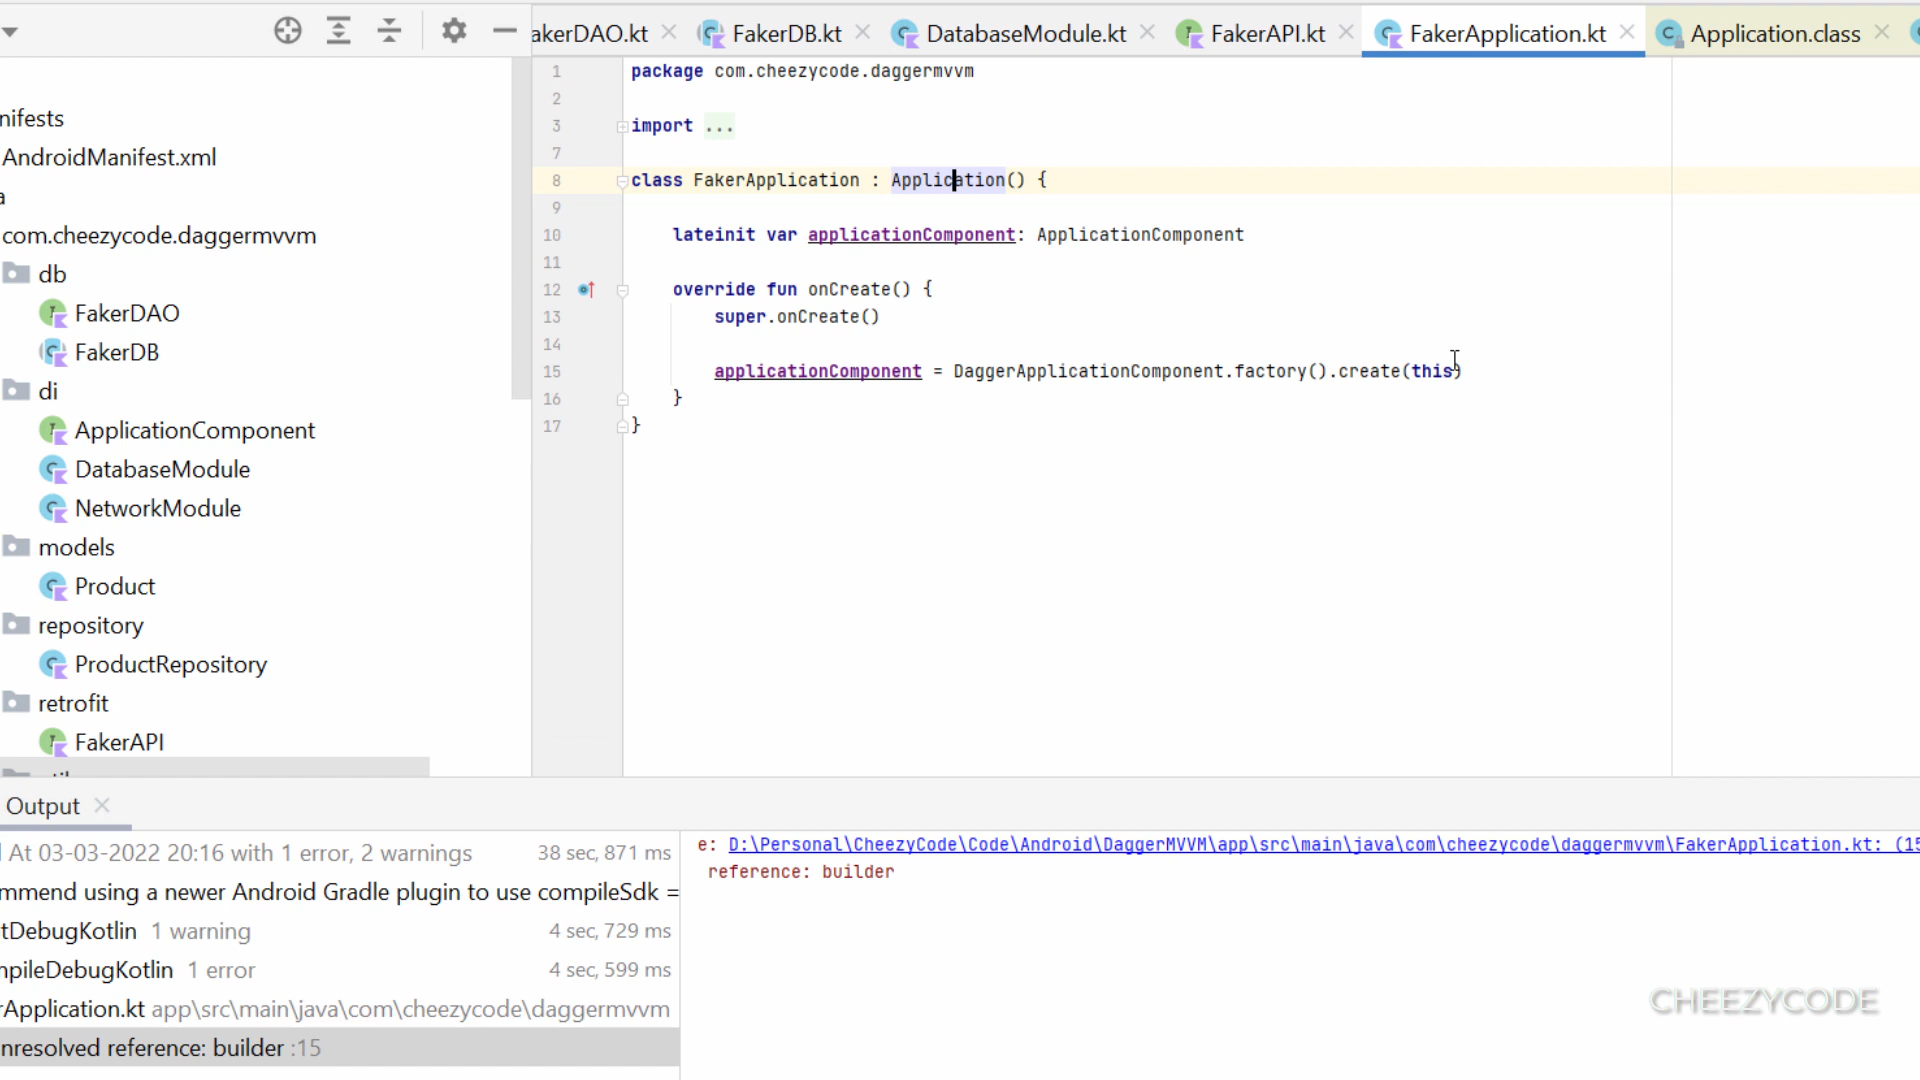 akerDAO.kt
FakerDB.kt
DatabaseModule.kt
FakerAPI.kt
FakerApplication.kt
Application.class
nifests
AndroidManifest.xml
a
com.cheezycode.daggermvvm
db
FakerDAO
FakerDB
di
ApplicationComponent
DatabaseModule
NetworkModule
models
Product
repository
ProductRepository
retrofit
FakerAPI
1 package com.cheezycode.daggermvvm
2
3 import ...
7
8 class FakerApplication : Application() {
9
10 lateinit var applicationComponent: ApplicationComponent
11
12 override fun onCreate() {
13 super.onCreate()
14
15 applicationComponent = DaggerApplicationComponent.factory().create(this)
16 }
17 }
Output
At 03-03-2022 20:16 with 1 error, 2 warnings 38 sec, 871 ms
mmend using a newer Android Gradle plugin to use compileSdk =
tDebugKotlin 1 warning 4 sec, 729 ms
mpileDebugKotlin 1 error 4 sec, 599 ms
rApplication.kt app\src\main\java\com\cheezycode\daggermvvm
nresolved reference: builder :15
e: D:\Personal\CheezyCode\Code\Android\DaggerMVVM\app\src\main\java\com\cheezycode\daggermvvm\FakerApplication.kt: (15
reference: builder
CHEEZYCODE